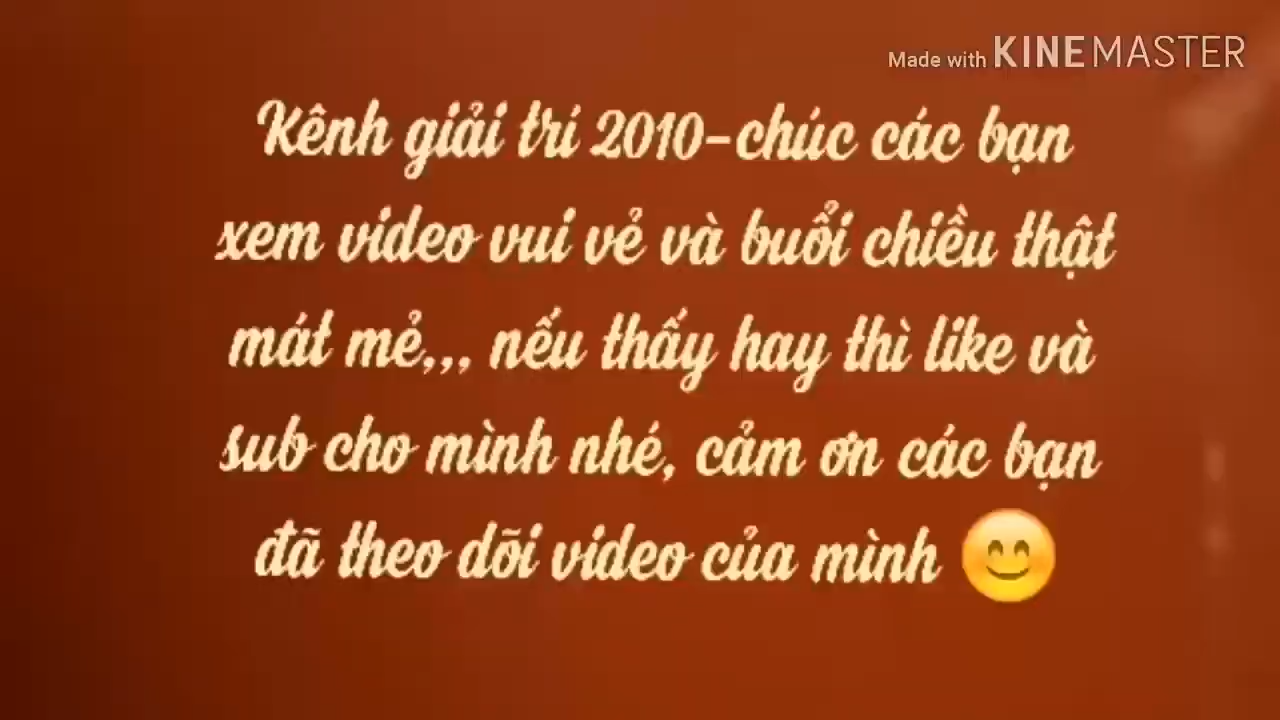 Made with KINEMASTER
Kênh giải trí 2010-chúc các bạn
xem video vui vẻ và buổi chiều thật
mát mẻ,,, nếu thấy hay thì like và
sub cho mình nhé, cảm ơn các bạn
đã theo dõi video của mình 😊